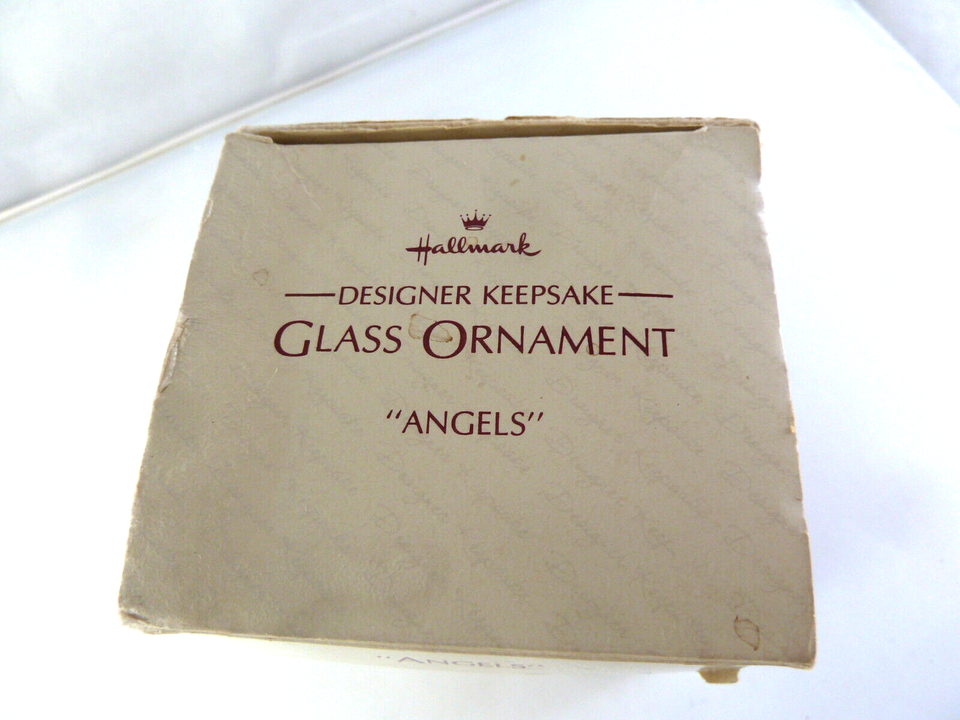 Hallmark
DESIGNER KEEPSAKE
GLASS ORNAMENT
"ANGELS"
"ANGELS"